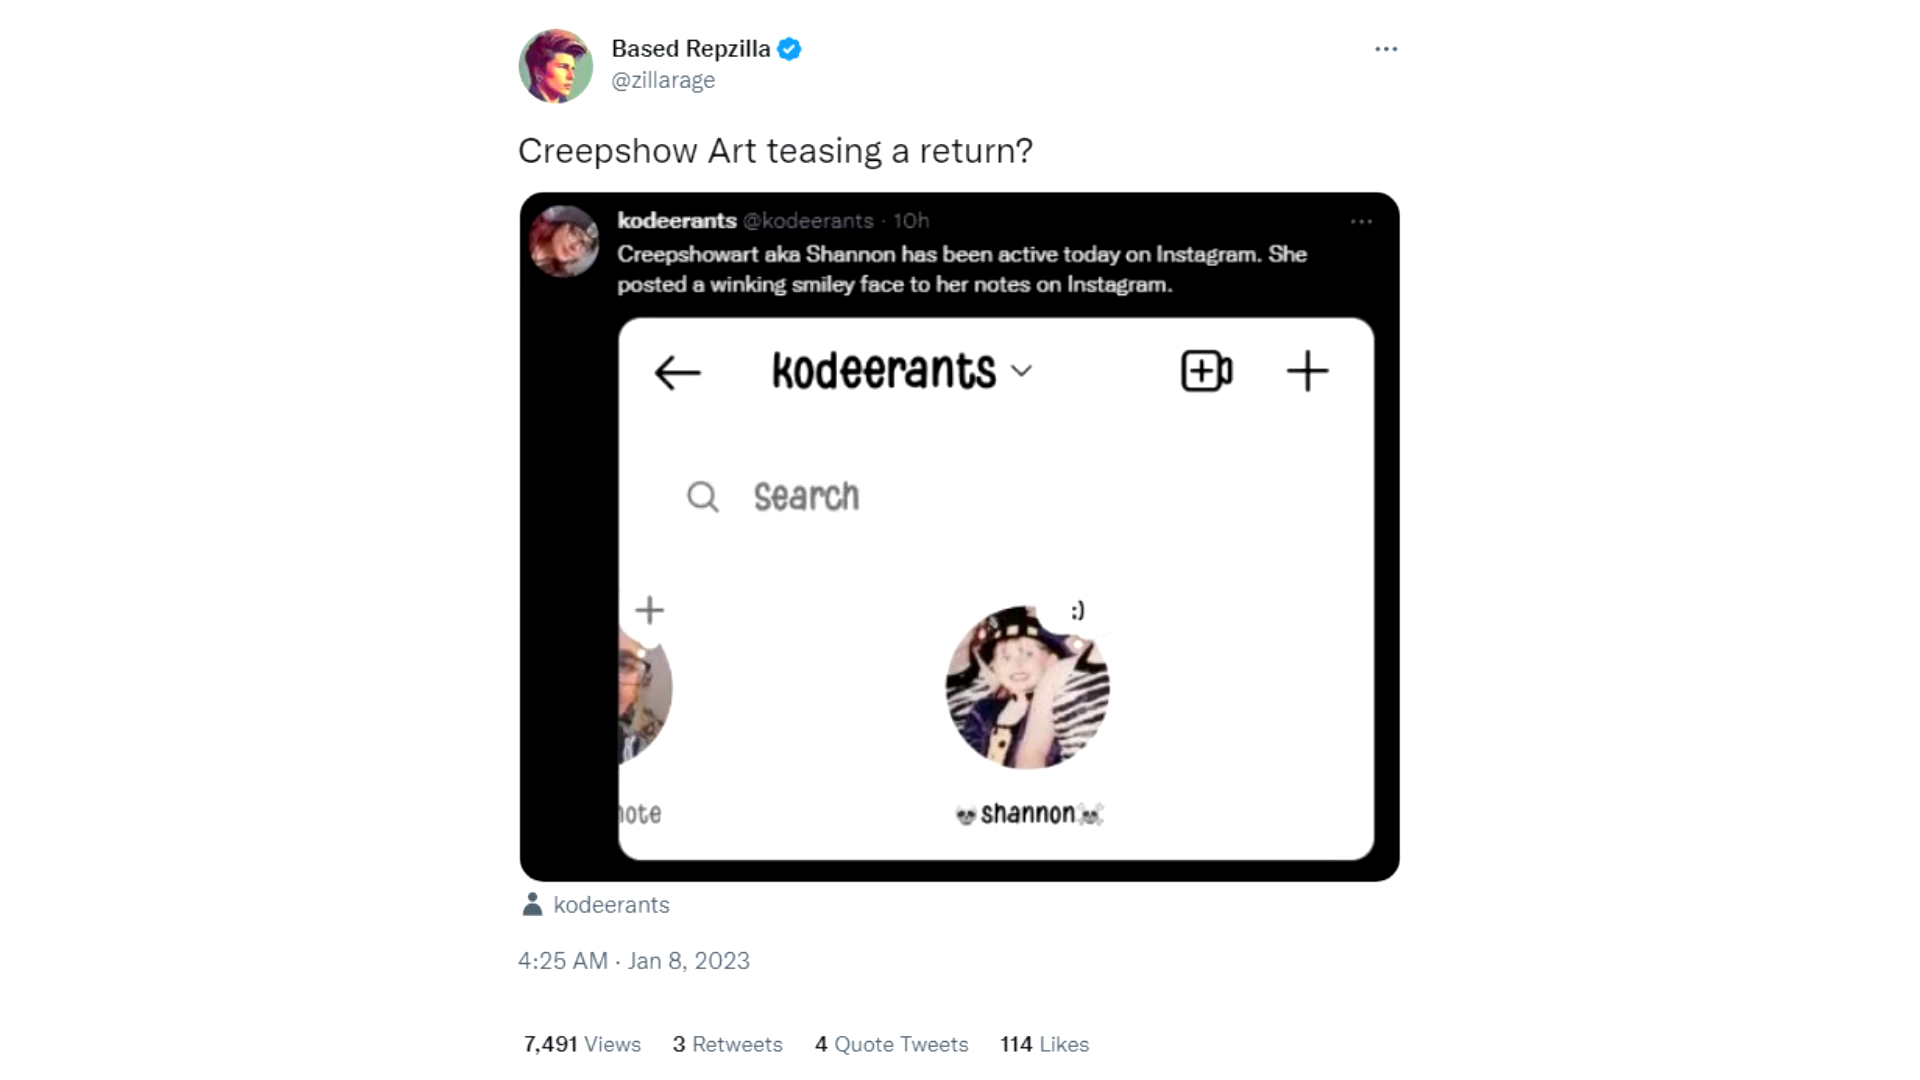 Based Repzilla
@zillarage
Creepshow Art teasing a return?
kodeerants @kodeerants · 10h
Creepshowart aka Shannon has been active today on Instagram. She
posted a winking smiley face to her notes on Instagram.
kodeerants
Search
:)
note
💀shannon☠️
kodeerants
4:25 AM · Jan 8, 2023
7,491 Views 3 Retweets 4 Quote Tweets 114 Likes